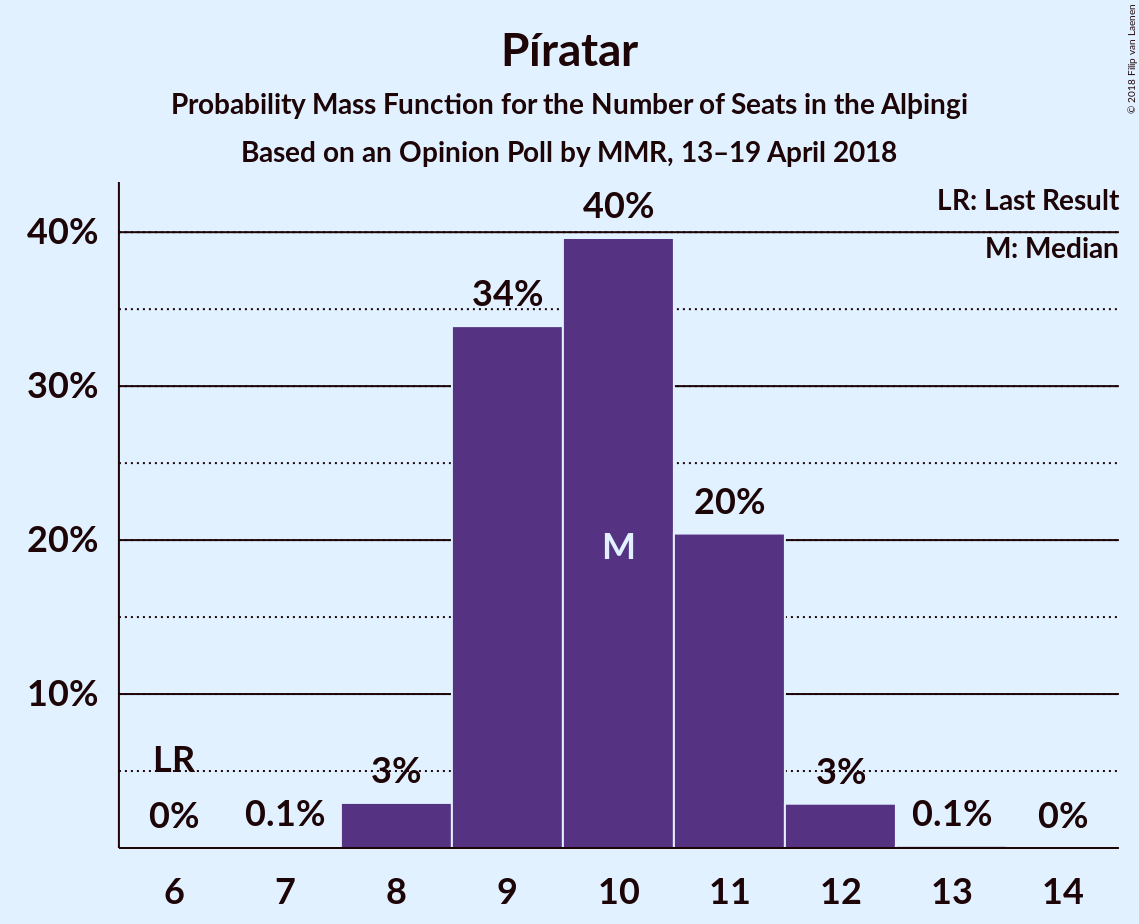 Píratar
Probability Mass Function for the Number of Seats in the Alþingi
Based on an Opinion Poll by MMR, 13–19 April 2018
© 2018 Filip van Laenen
LR: Last Result
M: Median
40%
30%
20%
10%
LR
0%
0.1%
3%
34%
40%
M
20%
3%
0.1%
0%
6 7 8 9 10 11 12 13 14